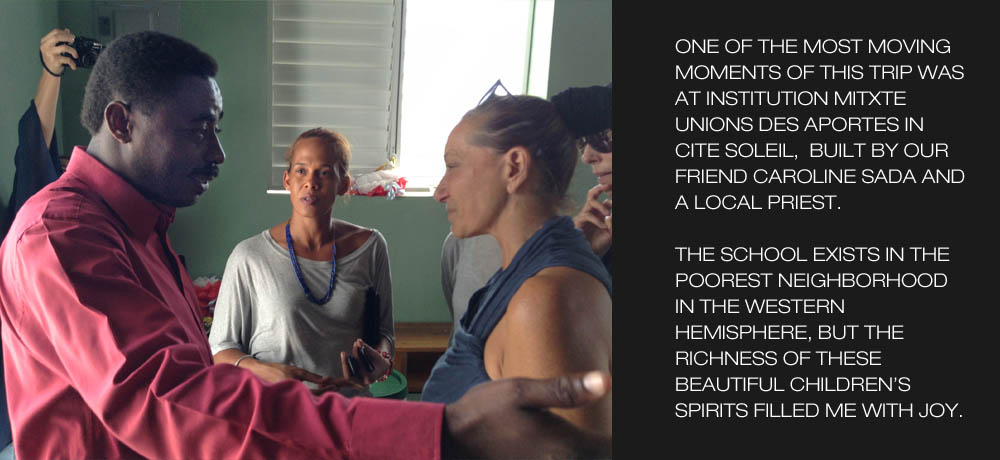 ONE OF THE MOST MOVING
MOMENTS OF THIS TRIP WAS
AT INSTITUTION MITXTE
UNIONS DES APORTES IN
CITE SOLEIL,  BUILT BY OUR
FRIEND CAROLINE SADA AND
A LOCAL PRIEST.
THE SCHOOL EXISTS IN THE
POOREST NEIGHBORHOOD
IN THE WESTERN
HEMISPHERE, BUT THE
RICHNESS OF THESE
BEAUTIFUL CHILDREN'S
SPIRITS FILLED ME WITH JOY.